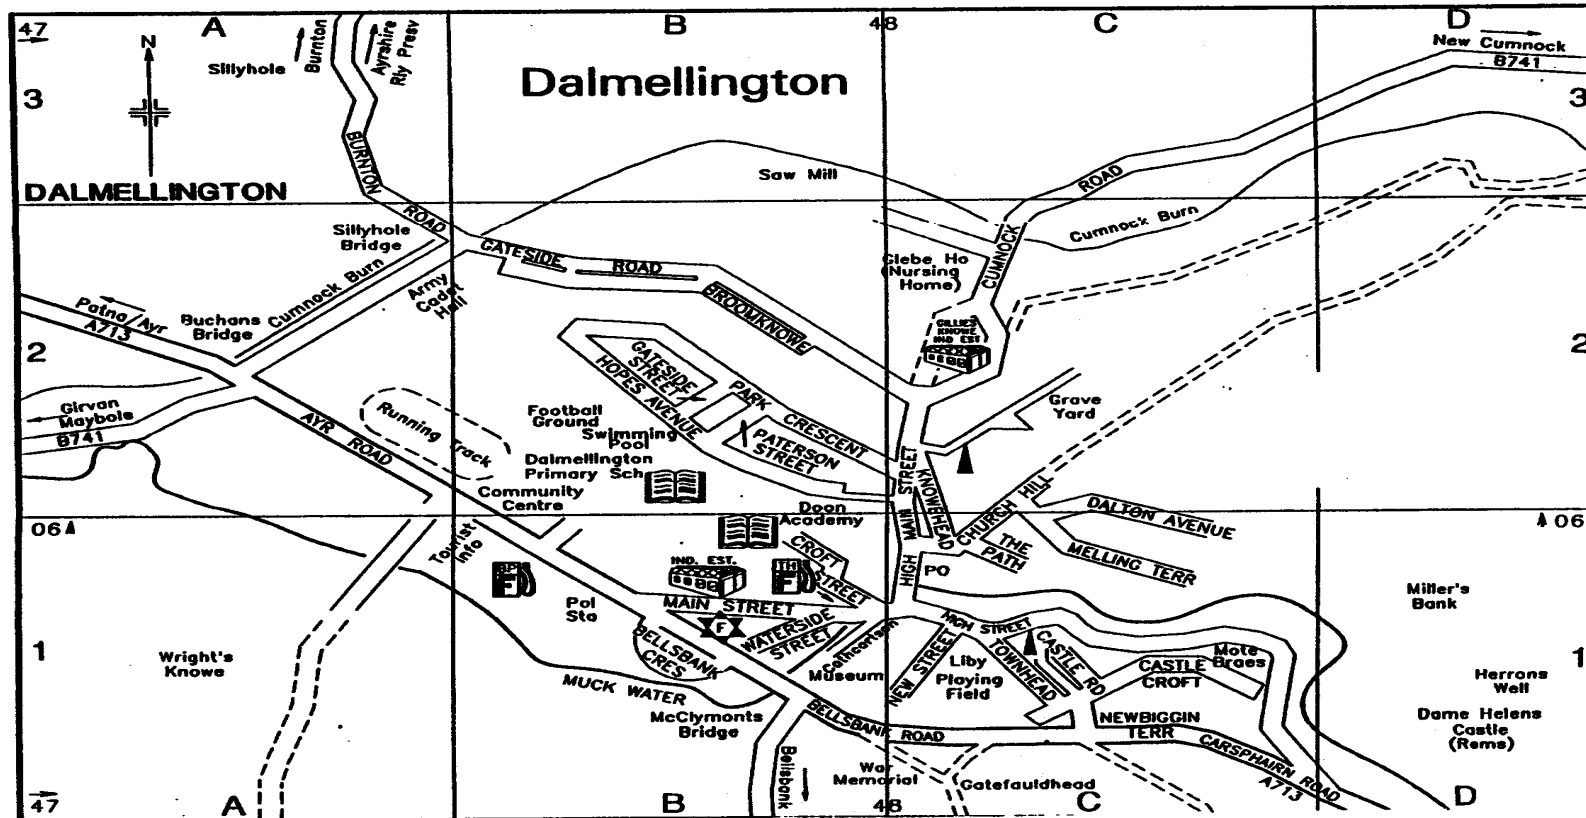 47
A
B
48
C
D
Burnton
Ayrshire
Rly Presv
New Cumnock
B741
Sillyhole
N
Dalmellington
3
3
BURNTON
ROAD
Saw Mill
ROAD
DALMELLINGTON
Cumnock Burn
Sillyhole
Bridge
CUMNOCK
GATESIDE
ROAD
Glebe Ho
(Nursing
Home)
Cumnock Burn
Army
Cadet
Hall
BROOMKNOWE
Patna/Ayr
A713
Buchans
Bridge
GILLIES
KNOWE
IND EST
2
2
GATESIDE
STREET
HOPES AVENUE
PARK
CRESCENT
Girvan
Maybole
B741
AYR ROAD
Running Track
Football
Ground
Swimming
Pool
PATERSON
STREET
Grave
Yard
Dalmellington
Primary Sch
STREET
KNOWEHEAD
Community
Centre
CHURCH HILL
Doon
Academy
MAIN
DALTON AVENUE
06
06
Tourist
Info
CROFT
STREET
THE
PATH
MELLING TERR
BP
F
IND. EST.
TH
F
HIGH
PO
Pol
Sta
MAIN STREET
Miller's
Bank
F
WATERSIDE
STREET
HIGH STREET
BELLSBANK
CRES
Cathcartson
Museum
NEW STREET
Liby
Playing
Field
TOWNHEAD
CASTLE RD
CASTLE
CROFT
Mote
Braes
1
1
Wright's
Knowe
Herrons
Well
MUCK WATER
McClymonts
Bridge
BELLSBANK ROAD
NEWBIGGIN
TERR
CARSPHAIRN ROAD
A713
Dame Helens
Castle
(Rems)
Bellsbank
War
Memorial
Gatefauldhead
47
A
B
48
C
D